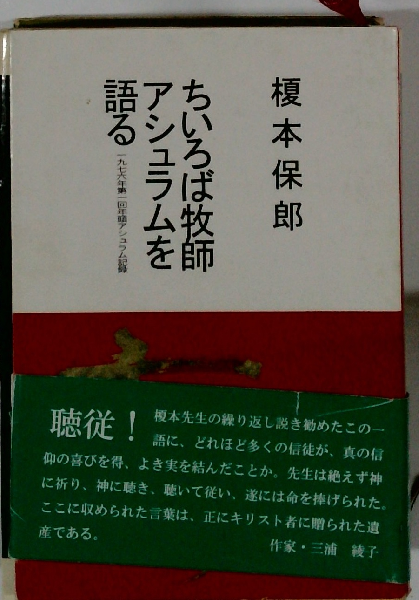 榎本保郎
ちいろば牧師
アシュラムを
語る
一九七六年第一回年頭アシュラム記録
聴従！
榎本先生の繰り返し説き勧めたこの一
語に、どれほど多くの信徒が、真の信
仰の喜びを得、よき実を結んだことか。先生は絶えず神
に祈り、神に聴き、聴いて従い、遂には命を捧げられた。
ここに収められた言葉は、正にキリスト者に贈られた遺
産である。
作家・三浦 綾子